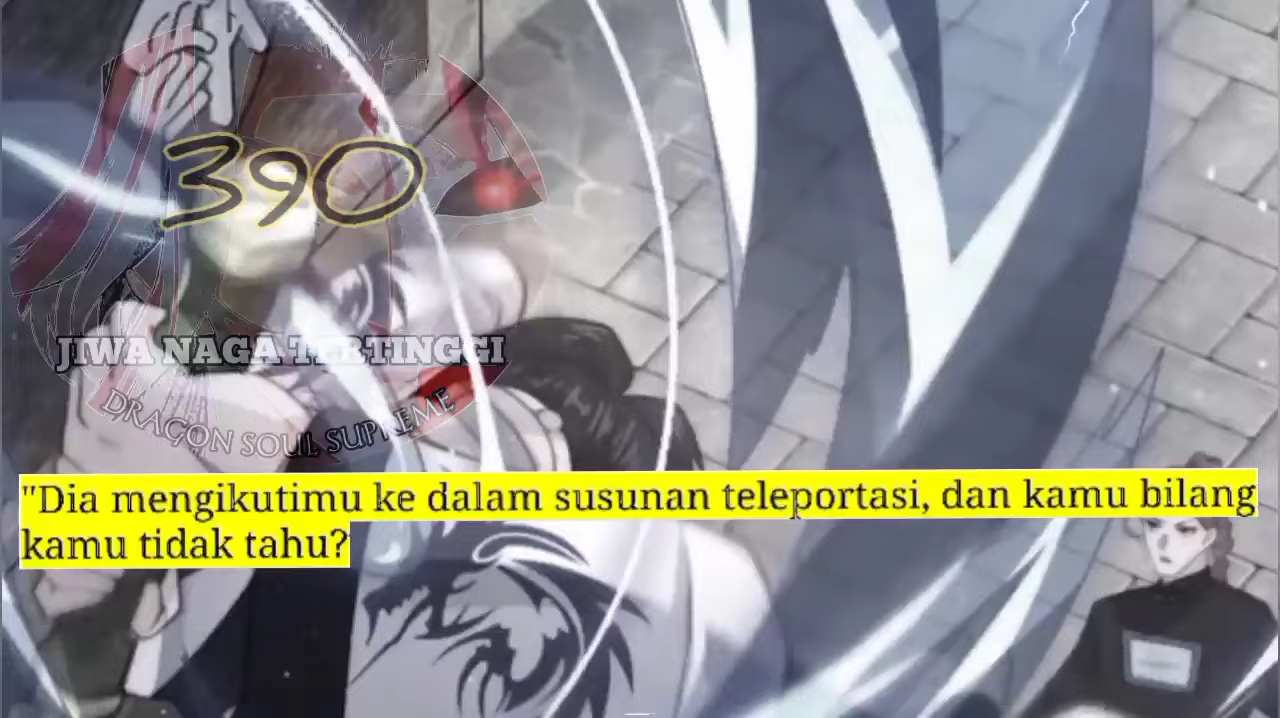 390
JIWA NAGA TERTINGGI
DRAGON SOUL SUPREME
"Dia mengikutimu ke dalam susunan teleportasi, dan kamu bilang
kamu tidak tahu?